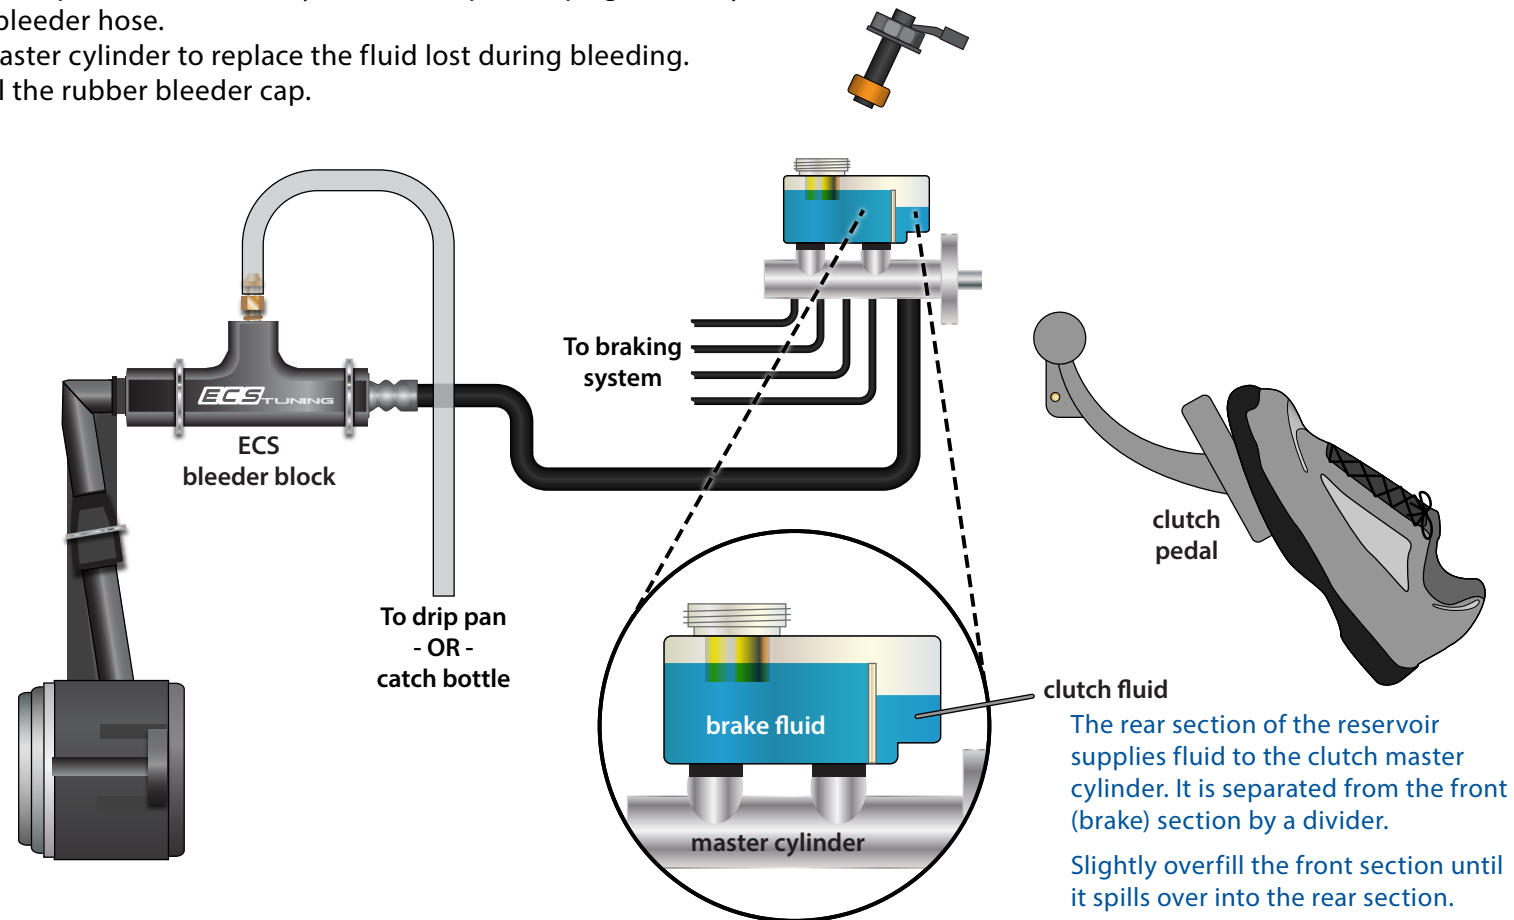 bleeder hose.
aster cylinder to replace the fluid lost during bleeding.
l the rubber bleeder cap.
To braking
system
ECS TUNING
ECS
bleeder block
clutch
pedal
To drip pan
- OR -
catch bottle
clutch fluid
brake fluid
The rear section of the reservoir
supplies fluid to the clutch master
cylinder. It is separated from the front
(brake) section by a divider.
master cylinder
Slightly overfill the front section until
it spills over into the rear section.